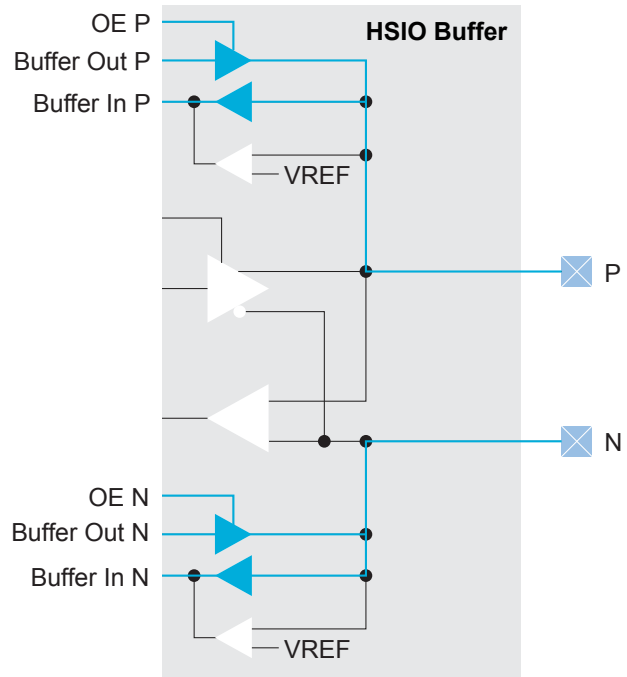 OE P
HSIO Buffer
Buffer Out P
Buffer In P
VREF
P
N
OE N
Buffer Out N
Buffer In N
VREF